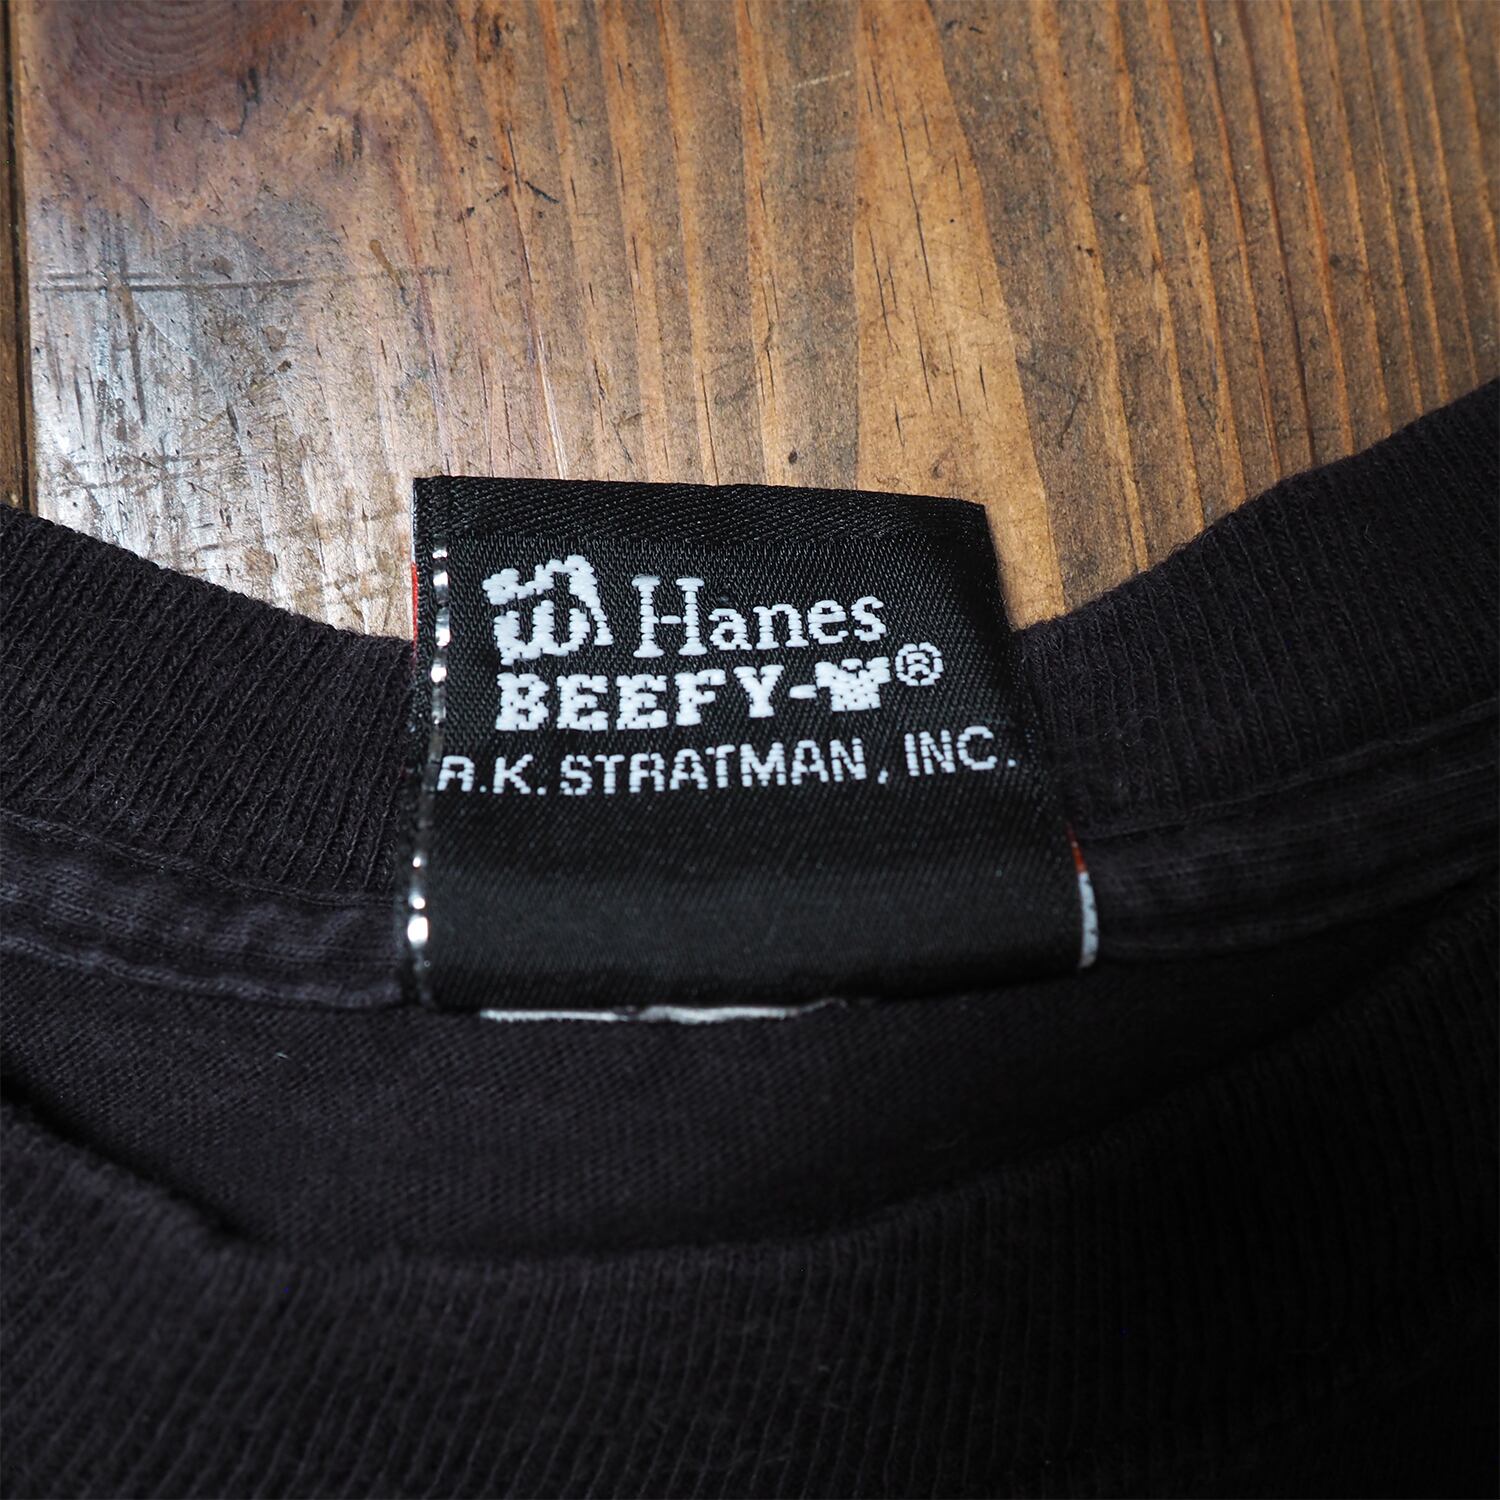 Hanes
BEEFY-T®
R.K. STRATMAN, INC.